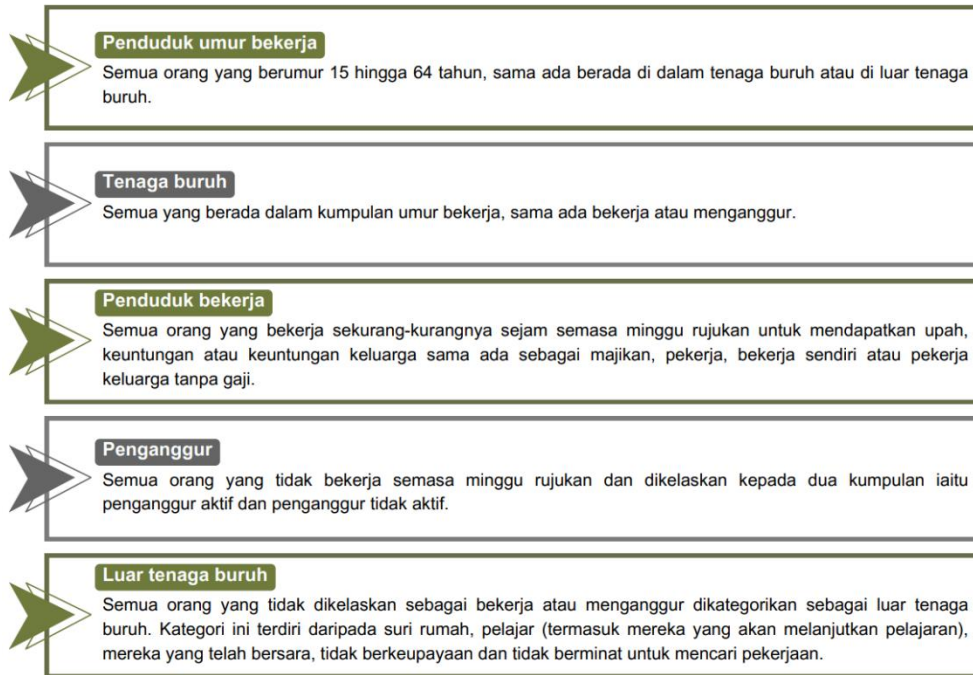 Penduduk umur bekerja
Semua orang yang berumur 15 hingga 64 tahun, sama ada berada di dalam tenaga buruh atau di luar tenaga
buruh.
Tenaga buruh
Semua yang berada dalam kumpulan umur bekerja, sama ada bekerja atau menganggur.
Penduduk bekerja
Semua orang yang bekerja sekurang-kurangnya sejam semasa minggu rujukan untuk mendapatkan upah,
keuntungan atau keuntungan keluarga sama ada sebagai majikan, pekerja, bekerja sendiri atau pekerja
keluarga tanpa gaji.
Penganggur
Semua orang yang tidak bekerja semasa minggu rujukan dan dikelaskan kepada dua kumpulan iaitu
penganggur aktif dan penganggur tidak aktif.
Luar tenaga buruh
Semua orang yang tidak dikelaskan sebagai bekerja atau menganggur dikategorikan sebagai luar tenaga
buruh. Kategori ini terdiri daripada suri rumah, pelajar (termasuk mereka yang akan melanjutkan pelajaran),
mereka yang telah bersara, tidak berkeupayaan dan tidak berminat untuk mencari pekerjaan.